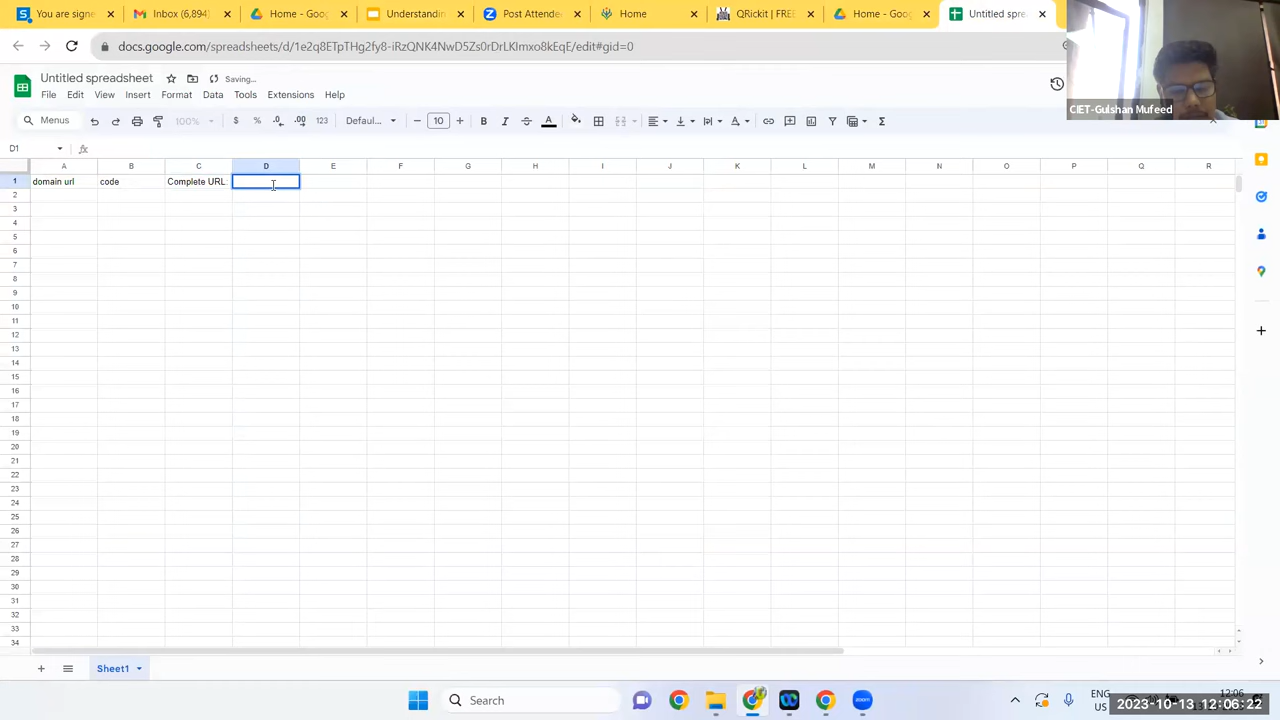 You are signe
Inbox (6,894)
Home - Goog
Understandin
Post Attende
Home
QRickit | FREE
Home - Goog
Untitled spre
docs.google.com/spreadsheets/d/1e2q8ETpTHg2fy8-iRzQNK4NwD5Zs0rDrLKlmxo8kEqE/edit#gid=0
Untitled spreadsheet
Saving...
File Edit View Insert Format Data Tools Extensions Help
CIET-Gulshan Mufeed
Menus 100% $ % .0 .00 123 Defau... 10 B I A Σ
D1 fx
A B C D E F G H I J K L M N O P Q R
1 domain url code Complete URL
2
3
4
5
6
7
8
9
10
11
12
13
14
15
16
17
18
19
20
21
22
23
24
25
26
27
28
29
30
31
32
33
34
Sheet1
Search
ENG
US
12:06
2023-10-13 12:06:22